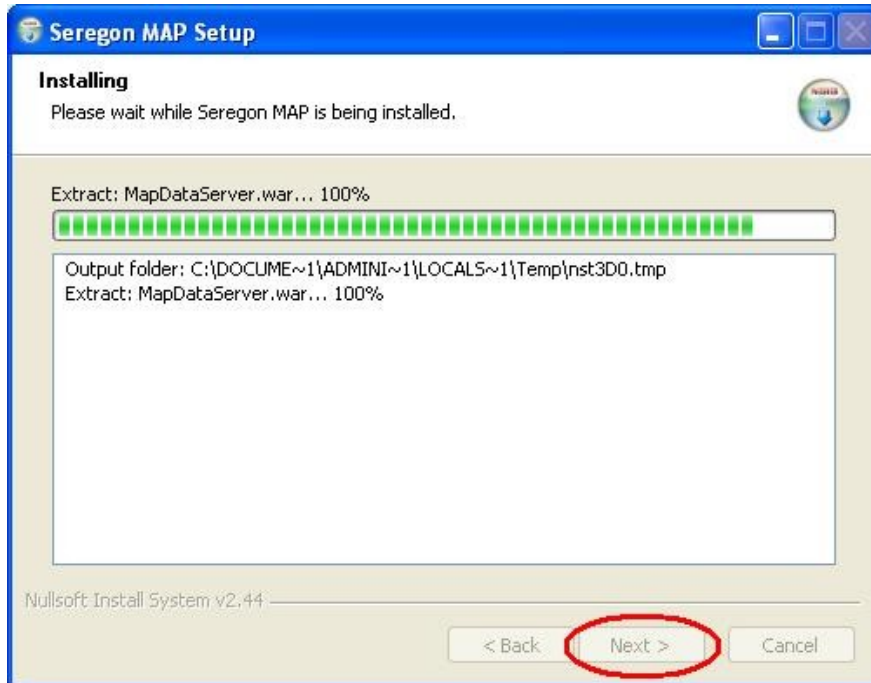 Seregon MAP Setup
Installing
Please wait while Seregon MAP is being installed.
Extract: MapDataServer.war... 100%
Output folder: C:\DOCUME~1\ADMINI~1\LOCALS~1\Temp\nst3D0.tmp
Extract: MapDataServer.war... 100%
Nullsoft Install System v2.44
< Back Next > Cancel